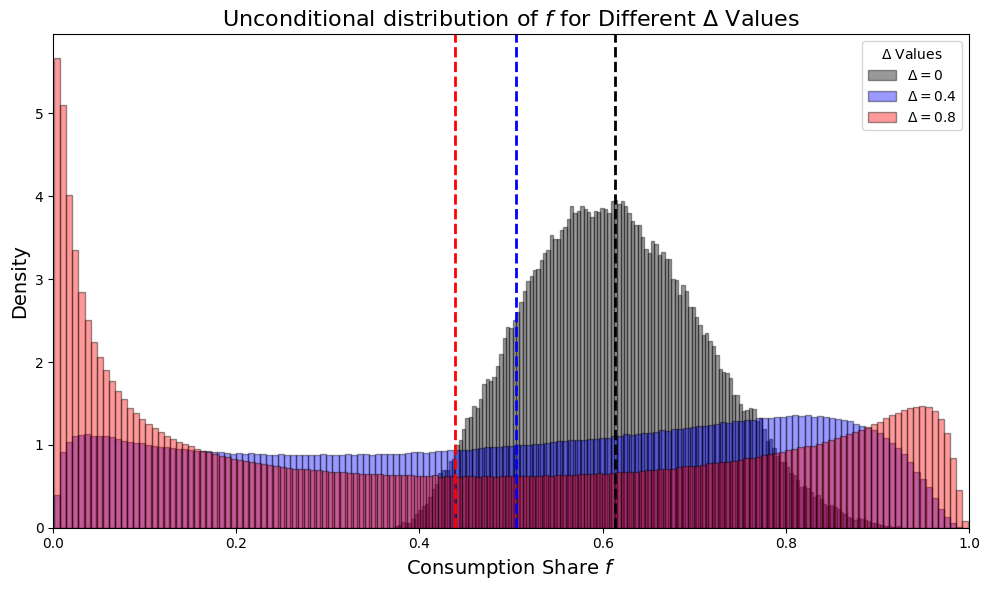 Unconditional distribution of f for Different Δ Values
Δ Values
Δ = 0
Δ = 0.4
Δ = 0.8
Density
5
4
3
2
1
0
0.0 0.2 0.4 0.6 0.8 1.0
Consumption Share f